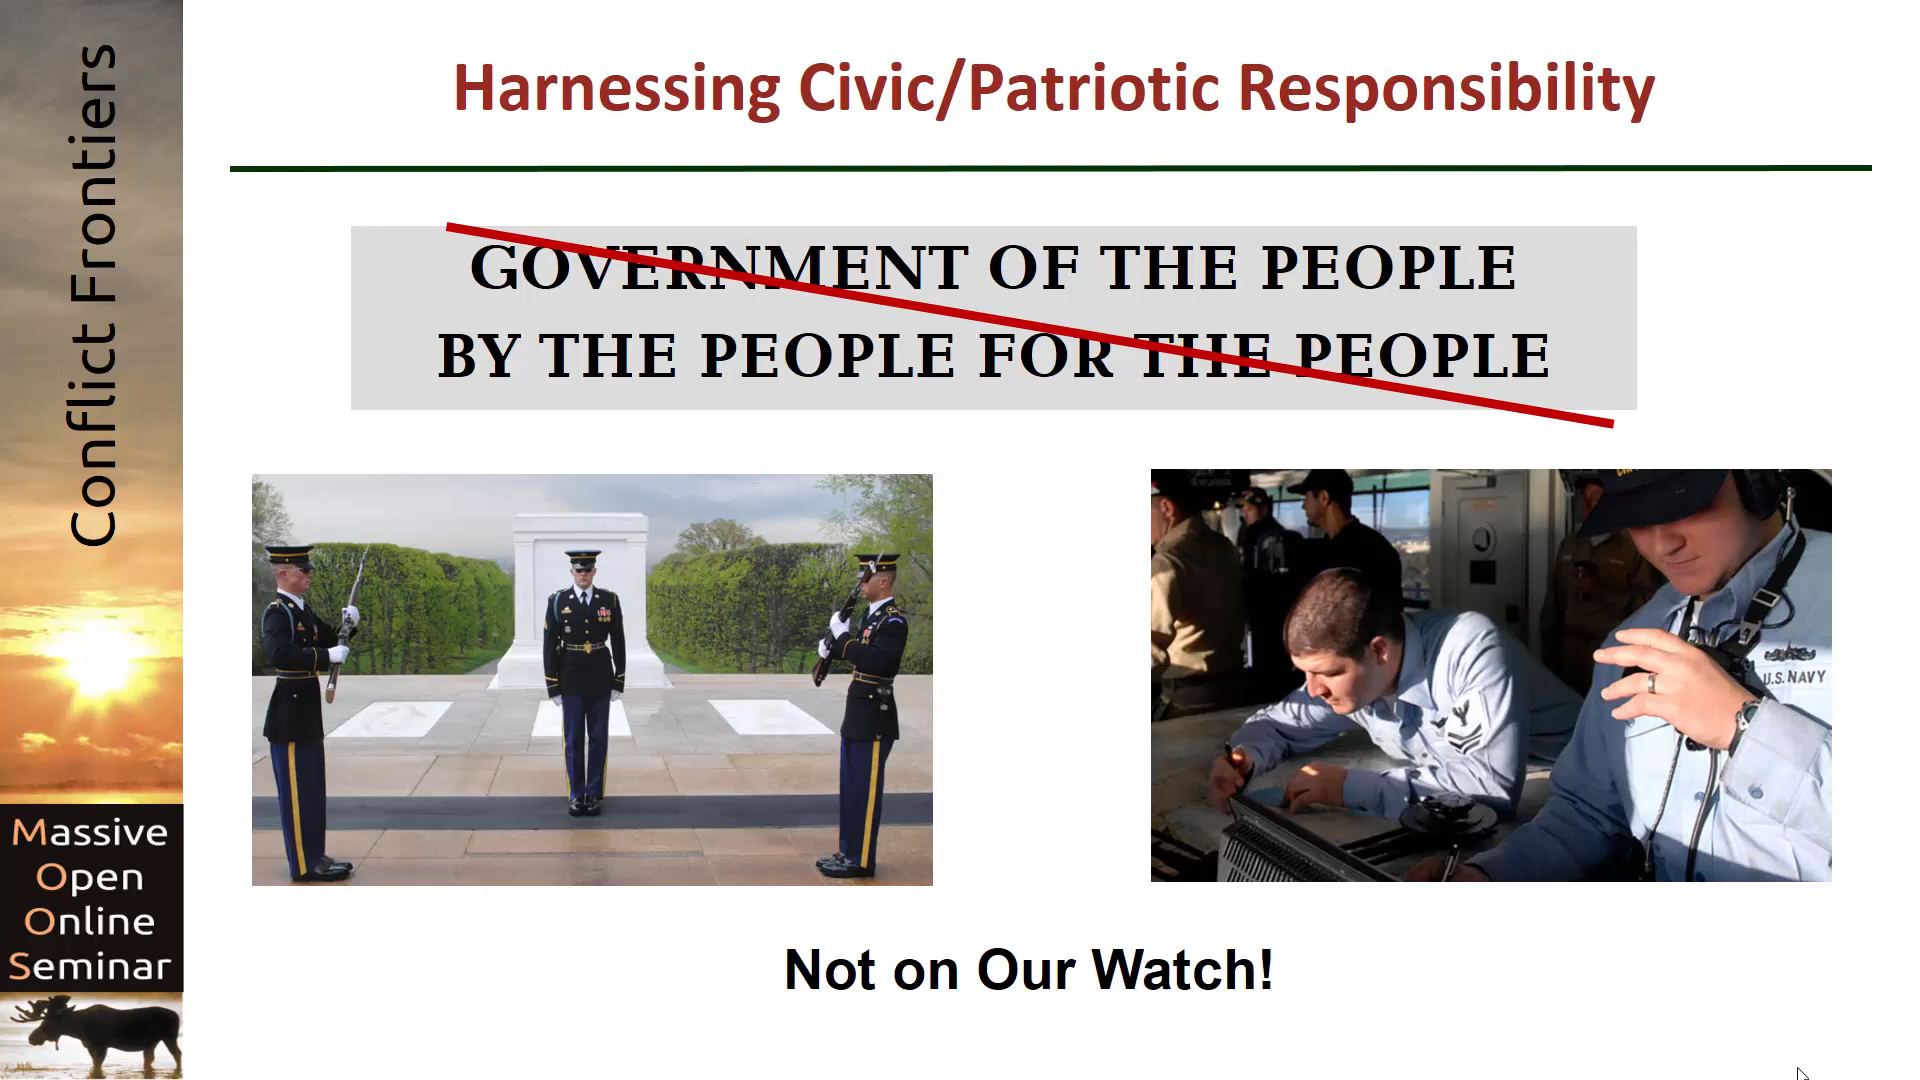 Conflict Frontiers
Harnessing Civic/Patriotic Responsibility
GOVERNMENT OF THE PEOPLE
BY THE PEOPLE FOR THE PEOPLE
U.S. NAVY
Massive
Open
Online
Seminar
Not on Our Watch!